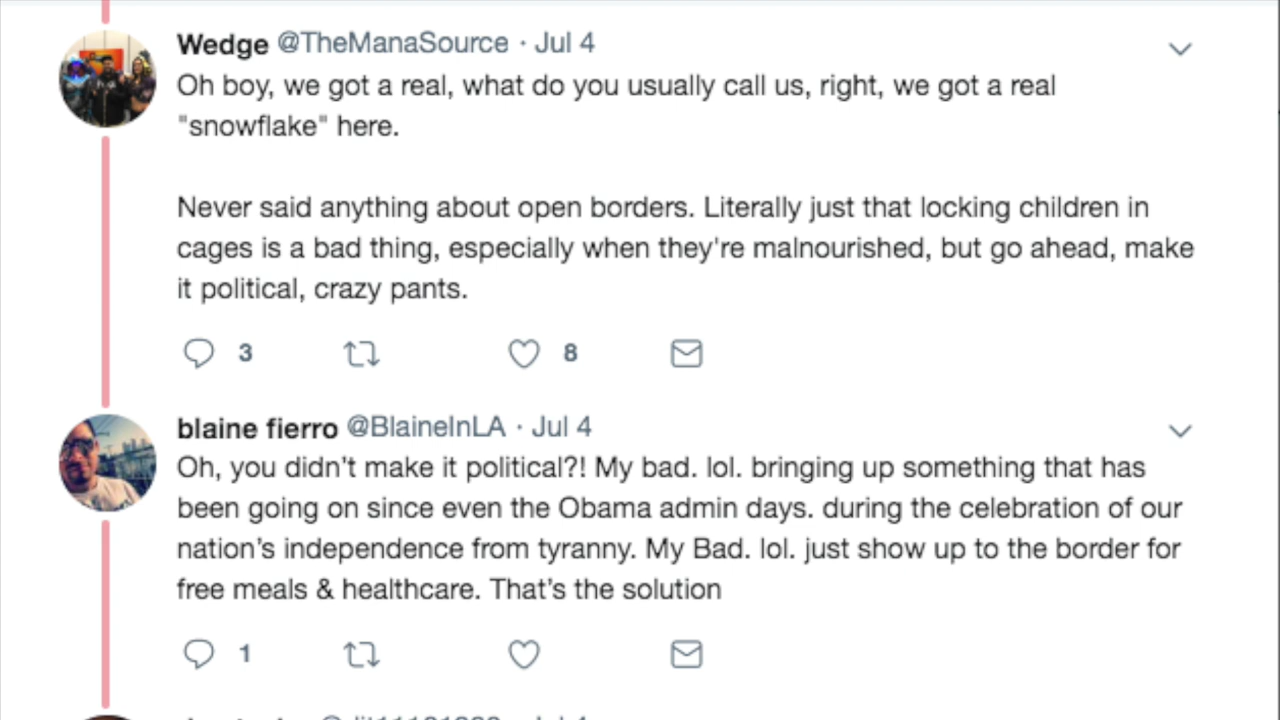 Wedge @TheManaSource · Jul 4
Oh boy, we got a real, what do you usually call us, right, we got a real
"snowflake" here.
Never said anything about open borders. Literally just that locking children in
cages is a bad thing, especially when they're malnourished, but go ahead, make
it political, crazy pants.
3 8
blaine fierro @BlaineInLA · Jul 4
Oh, you didn't make it political?! My bad. lol. bringing up something that has
been going on since even the Obama admin days. during the celebration of our
nation's independence from tyranny. My Bad. lol. just show up to the border for
free meals & healthcare. That's the solution
1